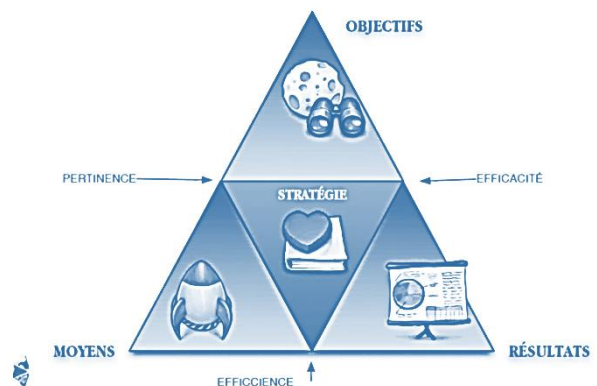 OBJECTIFS
PERTINENCE
EFFICACITÉ
STRATÉGIE
MOYENS
RÉSULTATS
EFFICCIENCE